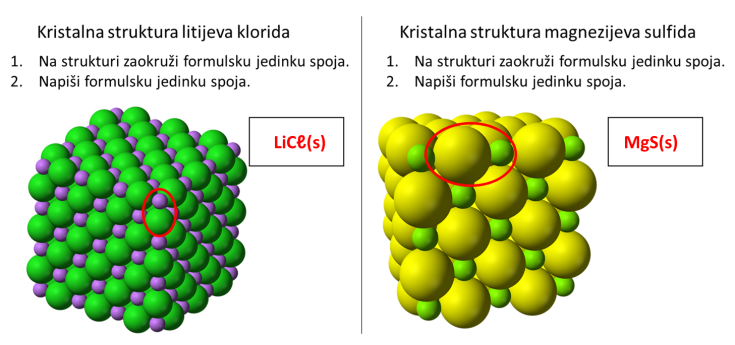 Kristalna struktura litijeva klorida
1. Na strukturi zaokruži formulsku jedinku spoja.
2. Napiši formulsku jedinku spoja.
LiCℓ(s)
Kristalna struktura magnezijeva sulfida
1. Na strukturi zaokruži formulsku jedinku spoja.
2. Napiši formulsku jedinku spoja.
MgS(s)